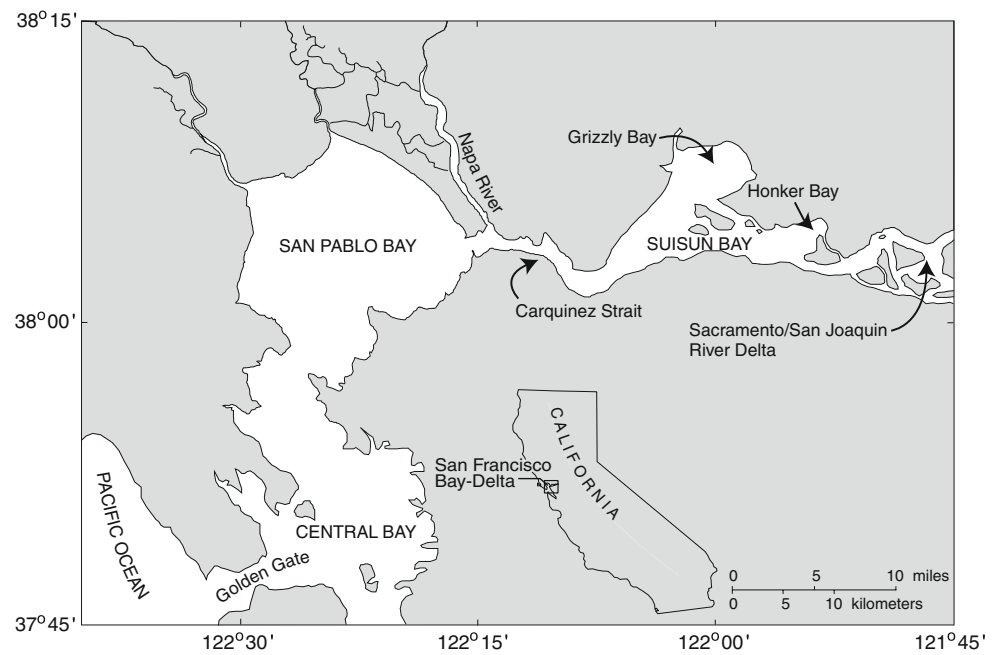 38°15'
Grizzly Bay
Napa River
Honker Bay
SAN PABLO BAY
SUISUN BAY
Carquinez Strait
38°00'
Sacramento/San Joaquin
River Delta
CALIFORNIA
San Francisco
Bay-Delta
PACIFIC OCEAN
CENTRAL BAY
Golden Gate
0 5 10 miles
0 5 10 kilometers
37°45'
122°30' 122°15' 122°00' 121°45'